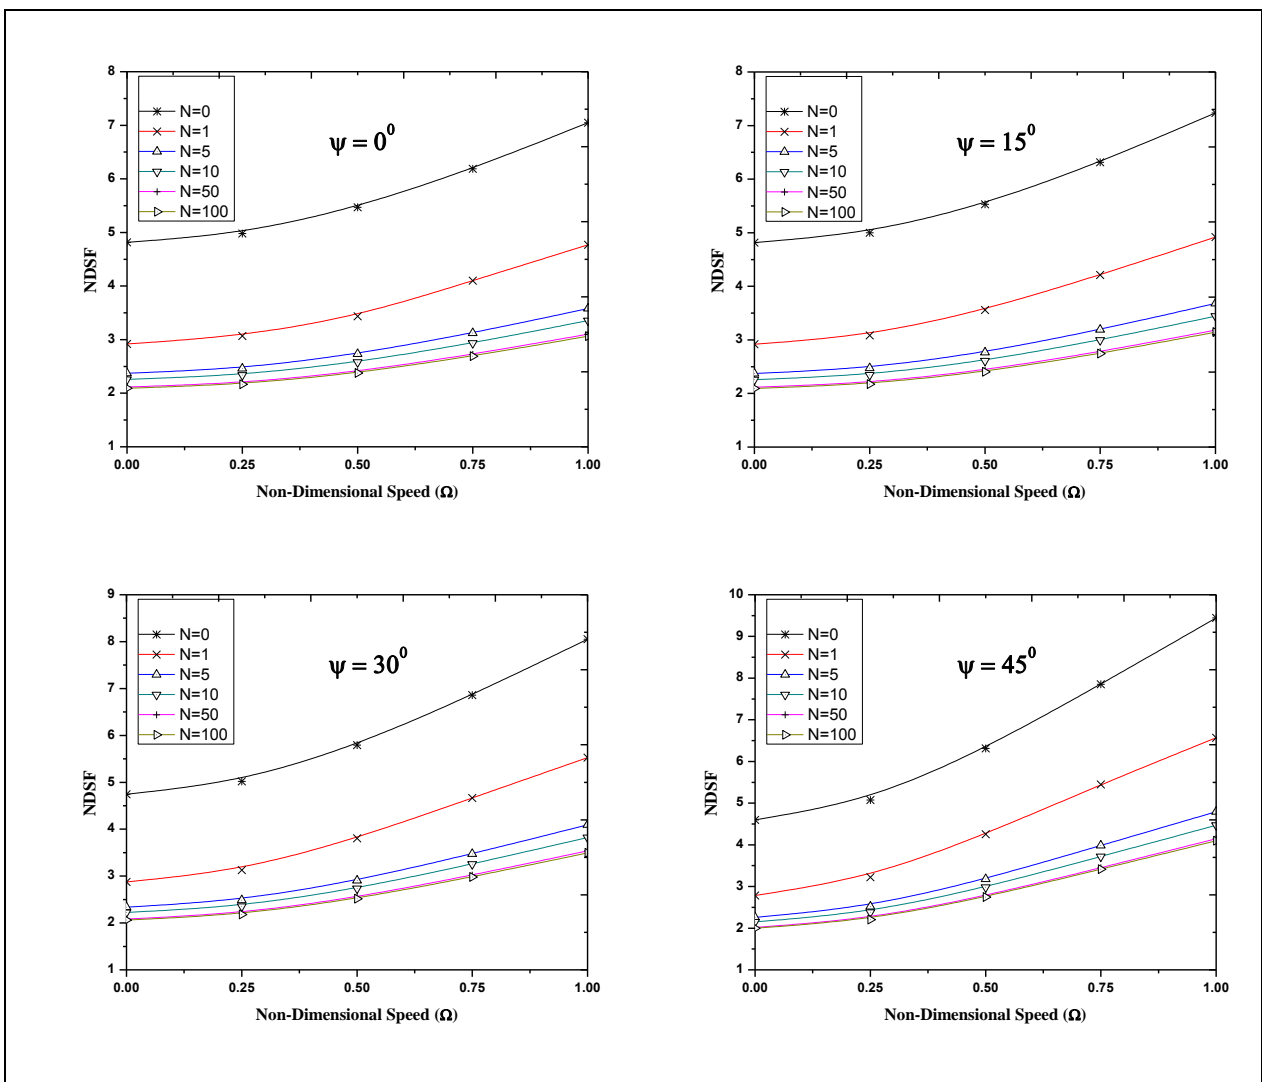 8
7
6
5
4
3
2
1
NDSF
N=0
N=1
N=5
N=10
N=50
N=100
ψ = 0⁰
0.00 0.25 0.50 0.75 1.00
Non-Dimensional Speed (Ω)
8
7
6
5
4
3
2
1
NDSF
N=0
N=1
N=5
N=10
N=50
N=100
ψ = 15⁰
0.00 0.25 0.50 0.75 1.00
Non-Dimensional Speed (Ω)
9
8
7
6
5
4
3
2
1
NDSF
N=0
N=1
N=5
N=10
N=50
N=100
ψ = 30⁰
0.00 0.25 0.50 0.75 1.00
Non-Dimensional Speed (Ω)
10
9
8
7
6
5
4
3
2
1
NDSF
N=0
N=1
N=5
N=10
N=50
N=100
ψ = 45⁰
0.00 0.25 0.50 0.75 1.00
Non-Dimensional Speed (Ω)